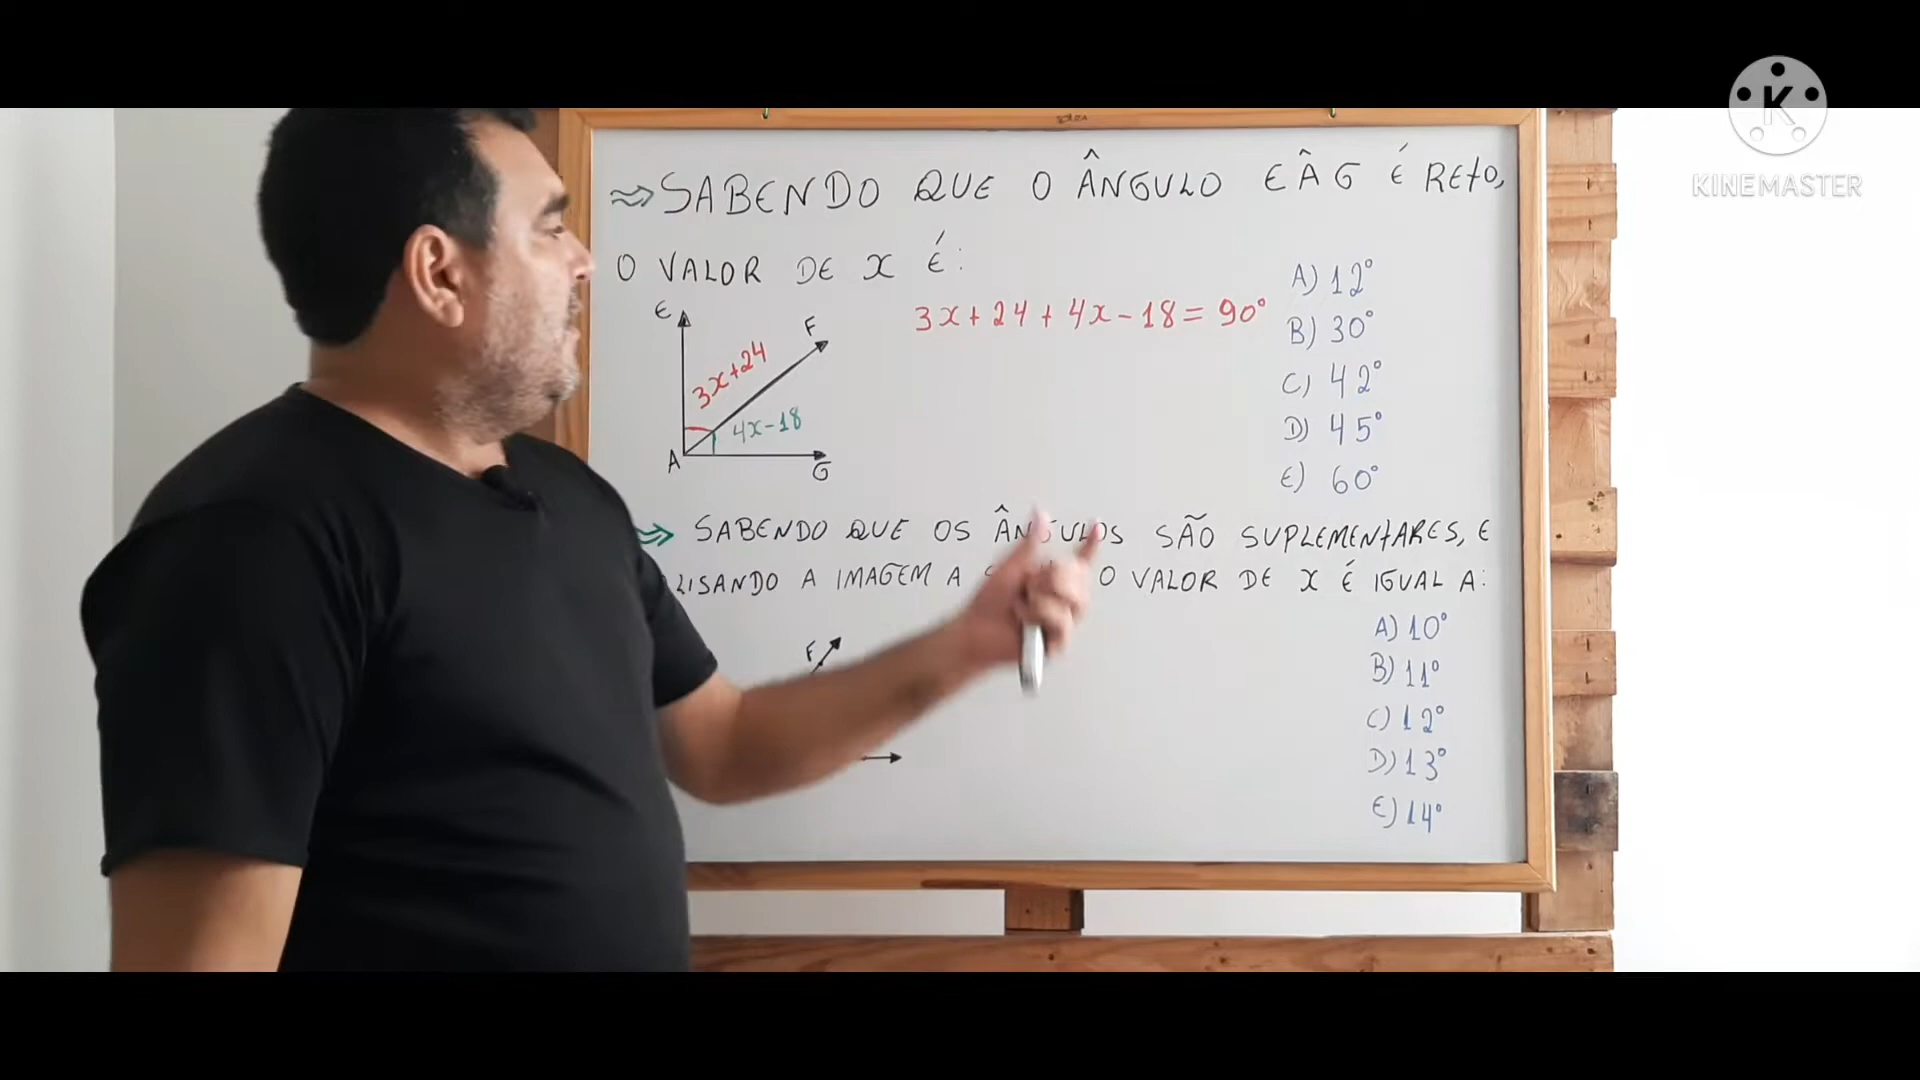 KINEMASTER
⇒ SABENDO QUE O ÂNGULO EÂG É RETO,
O VALOR DE X É:
E
F
3x+24
4x-18
A
G
3x+24+4x-18=90°
A) 12°
B) 30°
C) 42°
D) 45°
E) 60°
⇒ SABENDO QUE OS ÂNGULOS SÃO SUPLEMENTARES, E
LISANDO A IMAGEM A O VALOR DE X É IGUAL A:
F
A) 10°
B) 11°
C) 12°
D) 13°
E) 14°